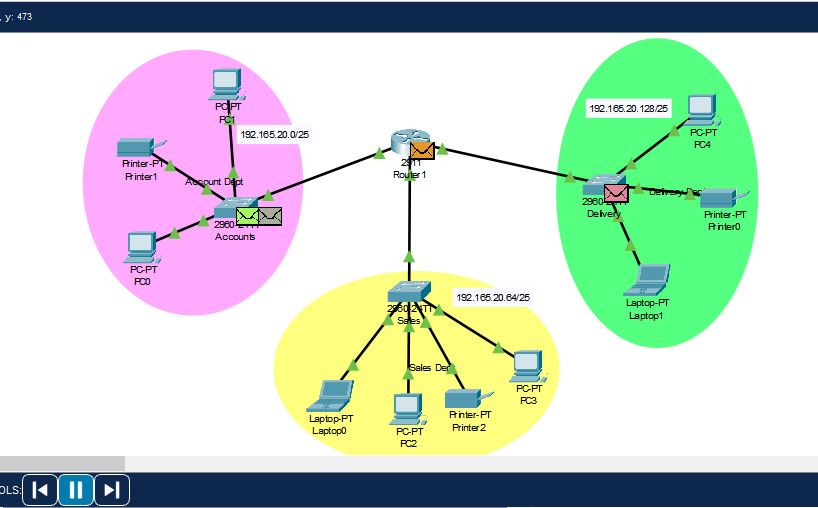 , y: 473
PC-PT
PC1
192.165.20.0/25
Printer-PT
Printer1
Account Dept
2960-24TT
Accounts
PC-PT
PC0
2911
Router1
192.165.20.128/25
PC-PT
PC4
2960-24TT
Delivery
Delivery Dept
Printer-PT
Printer0
Laptop-PT
Laptop1
192.165.20.64/25
2960-24TT
Sales
Sales Dept
PC-PT
PC3
Laptop-PT
Laptop0
PC-PT
PC2
Printer-PT
Printer2
OLS: